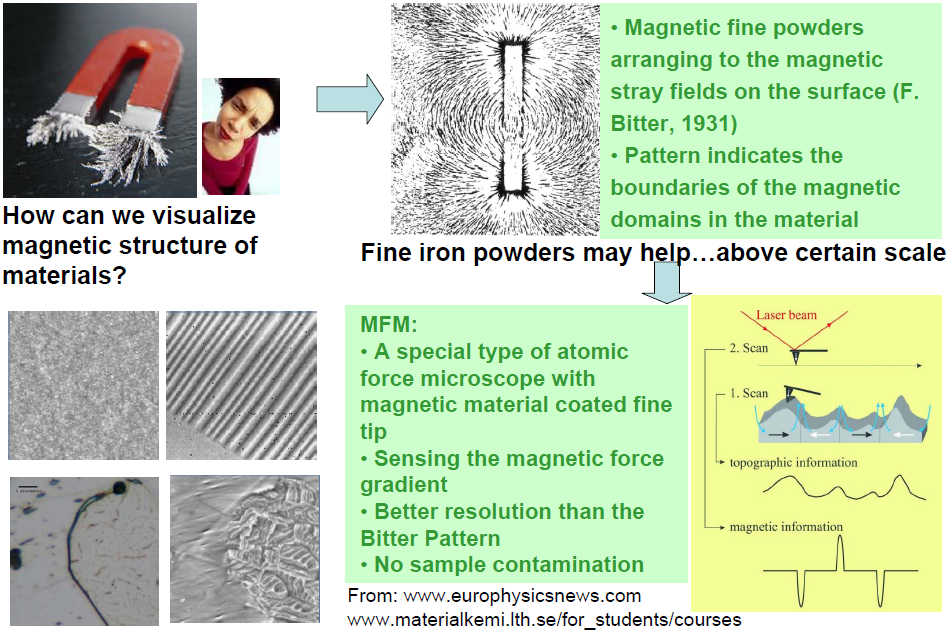 How can we visualize
magnetic structure of
materials?
• Magnetic fine powders
arranging to the magnetic
stray fields on the surface (F.
Bitter, 1931)
• Pattern indicates the
boundaries of the magnetic
domains in the material
Fine iron powders may help…above certain scale
MFM:
• A special type of atomic
force microscope with
magnetic material coated fine
tip
• Sensing the magnetic force
gradient
• Better resolution than the
Bitter Pattern
• No sample contamination
Laser beam
2. Scan
1. Scan
topographic information
magnetic information
From: www.europhysicsnews.com
www.materialkemi.lth.se/for_students/courses